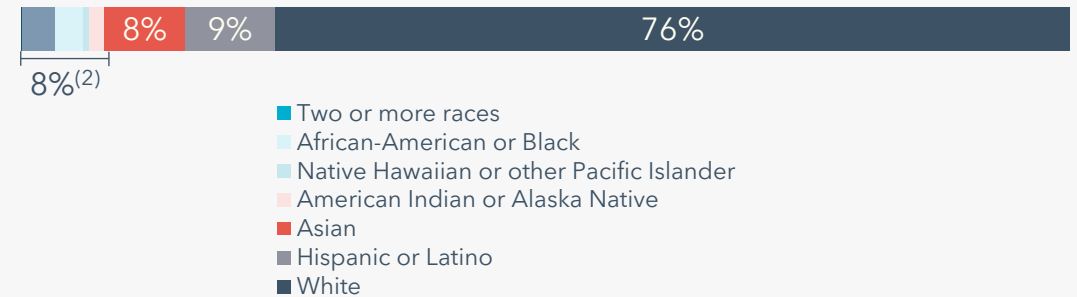 8% 9% 76%
8%(2)
Two or more races
African-American or Black
Native Hawaiian or other Pacific Islander
American Indian or Alaska Native
Asian
Hispanic or Latino
White